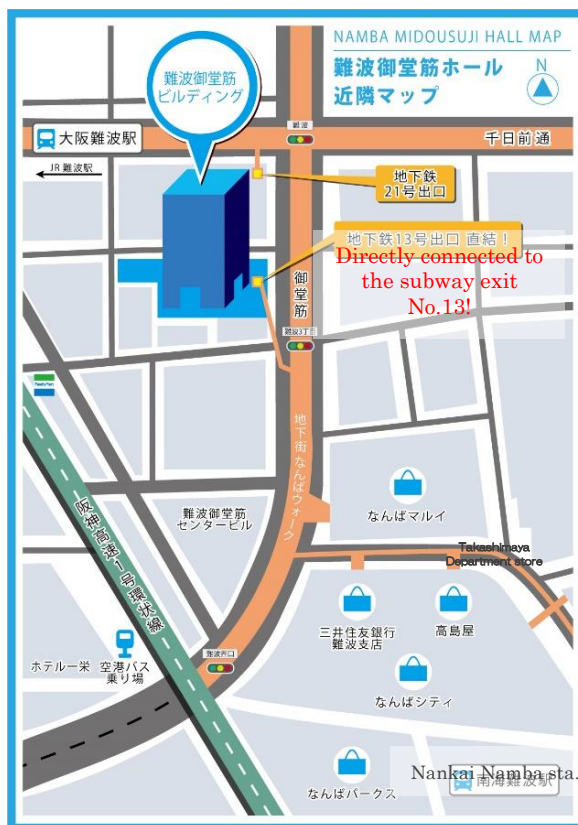 NAMBA MIDOUSUJI HALL MAP
難波御堂筋ホール
近隣マップ
N
難波御堂筋
ビルディング
大阪難波駅
難波
千日前通
JR 難波駅
地下鉄
21号出口
地下鉄13号出口 直結！
Directly connected to
the subway exit
No.13!
御堂筋
難波3丁目
FamilyMart
地下街 なんばウォーク
阪神高速1号環状線
難波御堂筋
センタービル
なんばマルイ
Takashimaya
Department store
三井住友銀行
難波支店
高島屋
ホテル一栄
空港バス
乗り場
難波西口
なんばシティ
なんばパークス
Nankai Namba sta.
南海難波駅